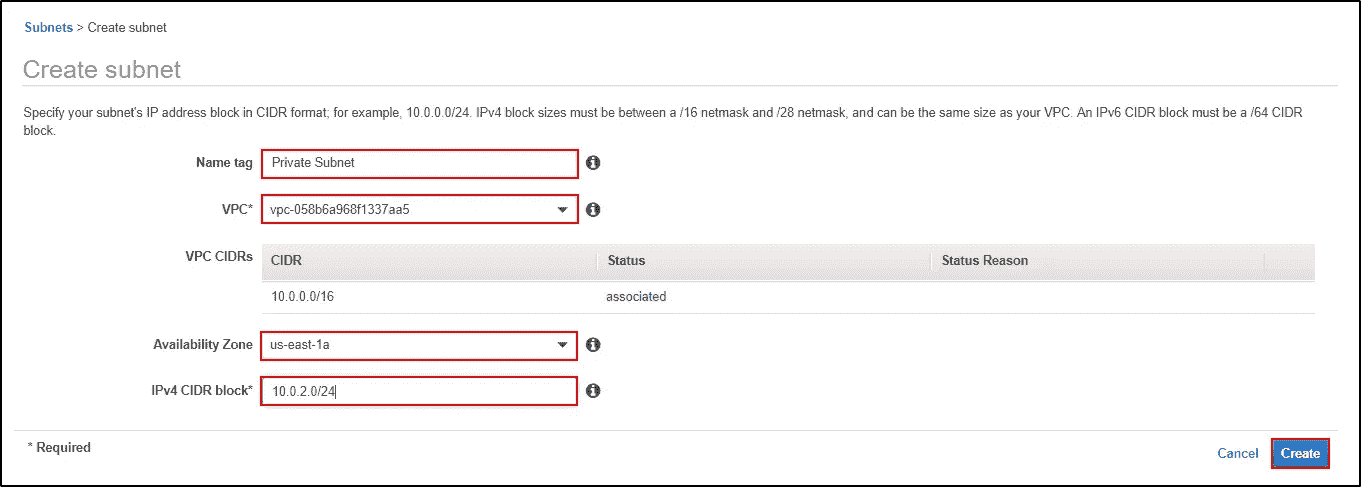 Subnets > Create subnet
Create subnet
Specify your subnet's IP address block in CIDR format; for example, 10.0.0.0/24. IPv4 block sizes must be between a /16 netmask and /28 netmask, and can be the same size as your VPC. An IPv6 CIDR block must be a /64 CIDR
block.
Name tag Private Subnet
VPC* vpc-058b6a968f1337aa5
VPC CIDRs CIDR Status Status Reason
10.0.0.0/16 associated
Availability Zone us-east-1a
IPv4 CIDR block* 10.0.2.0/24
* Required Cancel Create